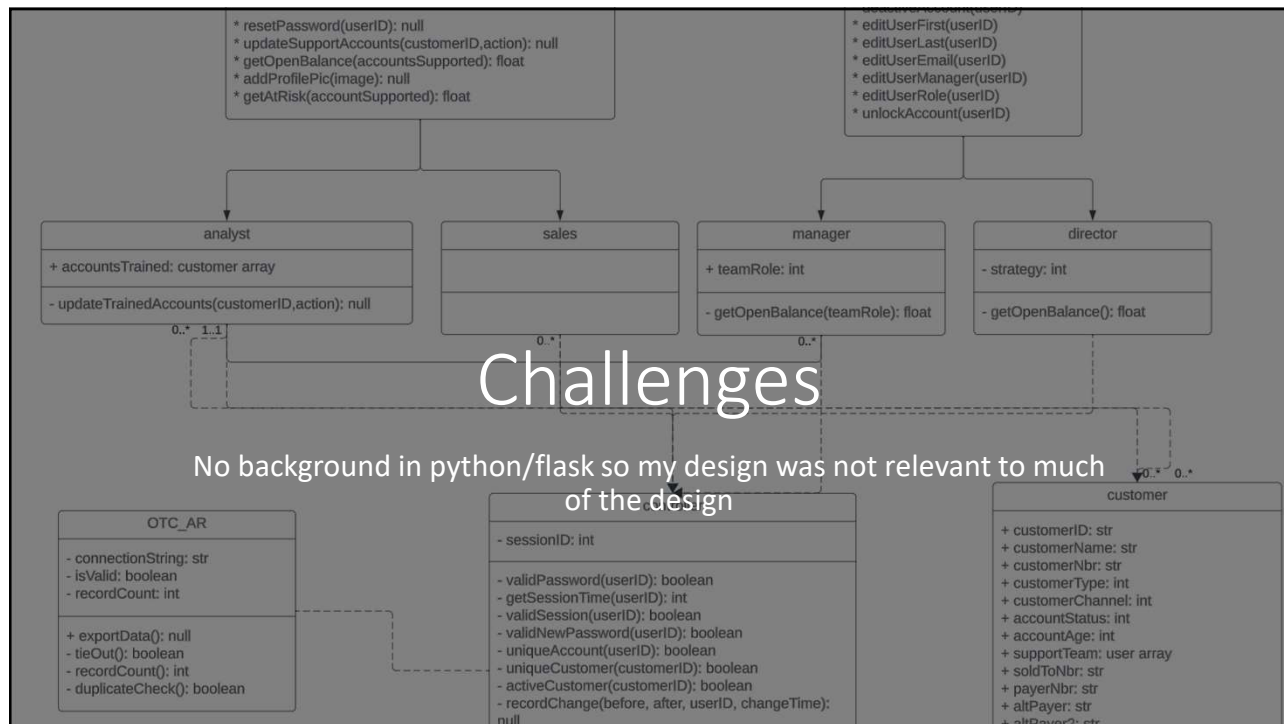 * resetPassword(userID): null
* updateSupportAccounts(customerID,action): null
* getOpenBalance(accountsSupported): float
* addProfilePic(image): null
* getAtRisk(accountSupported): float
* editUserFirst(userID)
* editUserLast(userID)
* editUserEmail(userID)
* editUserManager(userID)
* editUserRole(userID)
* unlockAccount(userID)
analyst
+ accountsTrained: customer array
- updateTrainedAccounts(customerID,action): null
sales
manager
+ teamRole: int
- getOpenBalance(teamRole): float
director
- strategy: int
- getOpenBalance(): float
0..*
1..1
0..*
0..*
Challenges
No background in python/flask so my design was not relevant to much
of the design
0..*
0..*
OTC_AR
- connectionString: str
- isValid: boolean
- recordCount: int
+ exportData(): null
- tieOut(): boolean
- recordCount(): int
- duplicateCheck(): boolean
- sessionID: int
- validPassword(userID): boolean
- getSessionTime(userID): int
- validSession(userID): boolean
- validNewPassword(userID): boolean
- uniqueAccount(userID): boolean
- uniqueCustomer(customerID): boolean
- activeCustomer(customerID): boolean
- recordChange(before, after, userID, changeTime):
null
customer
+ customerID: str
+ customerName: str
+ customerNbr: str
+ customerType: int
+ customerChannel: int
+ accountStatus: int
+ accountAge: int
+ supportTeam: user array
+ soldToNbr: str
+ payerNbr: str
+ altPayer: str